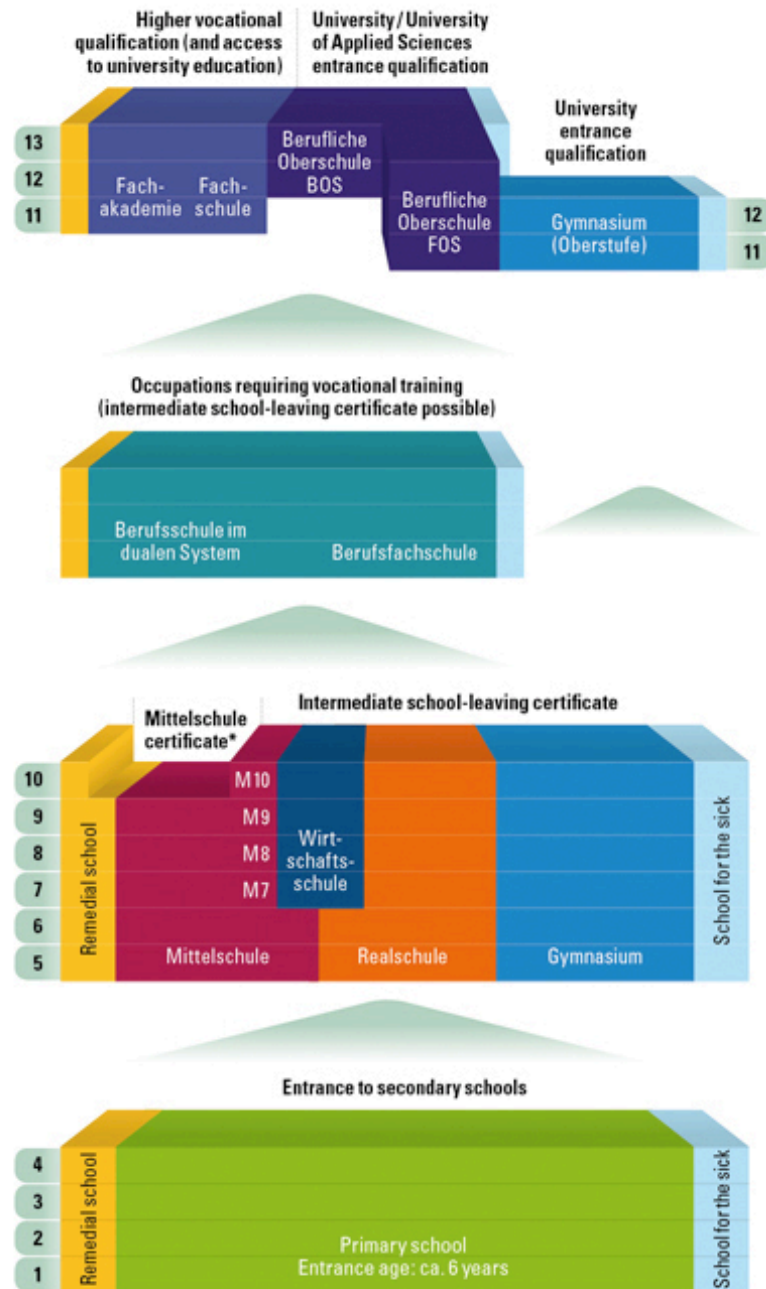 Higher vocational
qualification (and access
to university education)
University / University
of Applied Sciences
entrance qualification
University
entrance
qualification
13
12
11
Fach-
akademie
Fach-
schule
Berufliche
Oberschule
BOS
Berufliche
Oberschule
FOS
Gymnasium
(Oberstufe)
12
11
Occupations requiring vocational training
(intermediate school-leaving certificate possible)
Berufsschule im
dualen System
Berufsfachschule
Mittelschule
certificate*
Intermediate school-leaving certificate
10
9
8
7
6
5
Remedial school
M10
M9
M8
M7
Mittelschule
Wirt-
schafts-
schule
Realschule
Gymnasium
School for the sick
Entrance to secondary schools
4
3
2
1
Remedial school
Primary school
Entrance age: ca. 6 years
School for the sick